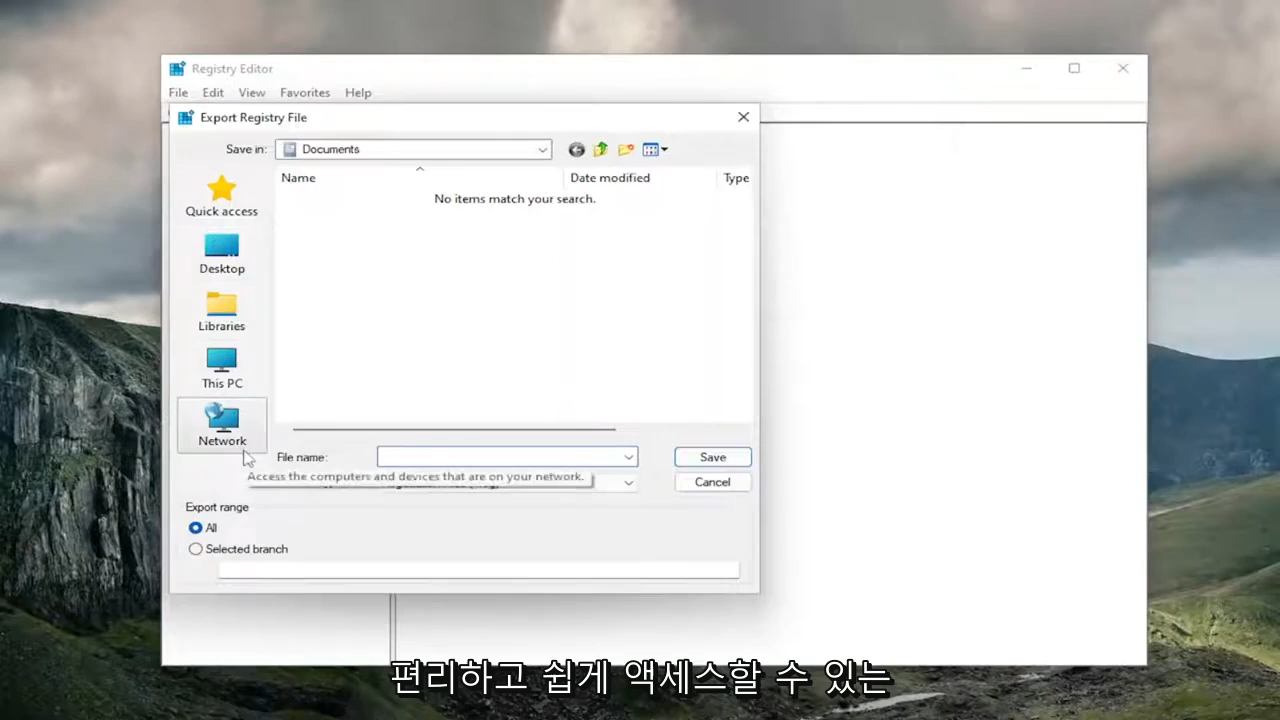 Registry Editor
File Edit View Favorites Help
Export Registry File
Save in: Documents
Name Date modified Type
No items match your search.
Quick access
Desktop
Libraries
This PC
Network
File name:
Save
Access the computers and devices that are on your network.
Cancel
Export range
All
Selected branch
편리하고 쉽게 액세스할 수 있는